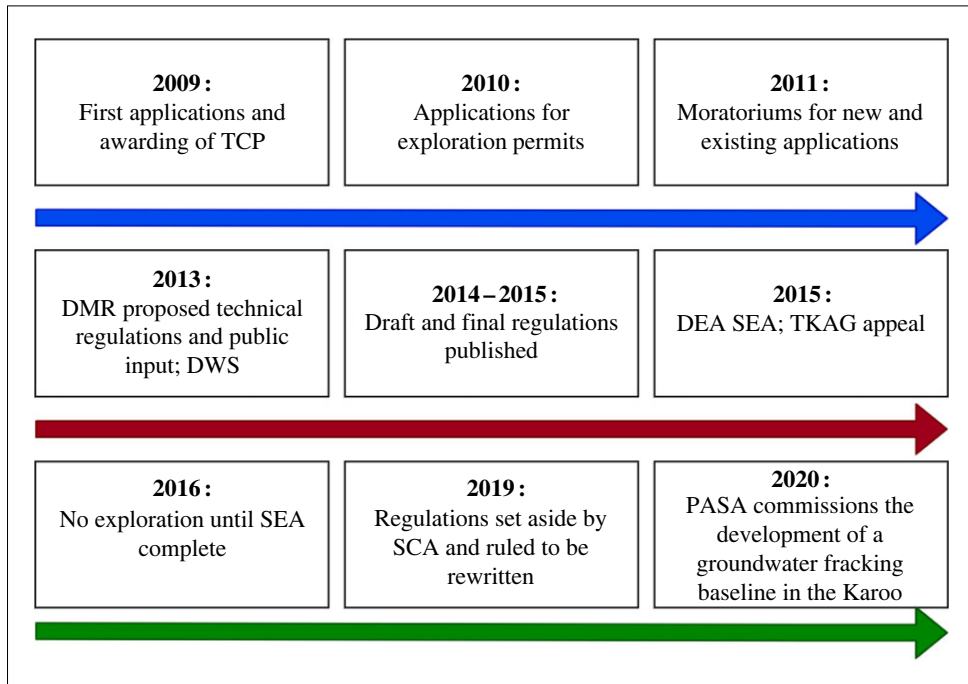 2009:
First applications and
awarding of TCP
2010:
Applications for
exploration permits
2011:
Moratoriums for new and
existing applications
2013:
DMR proposed technical
regulations and public
input; DWS
2014–2015:
Draft and final regulations
published
2015:
DEA SEA; TKAG appeal
2016:
No exploration until SEA
complete
2019:
Regulations set aside by
SCA and ruled to be
rewritten
2020:
PASA commissions the
development of a
groundwater fracking
baseline in the Karoo